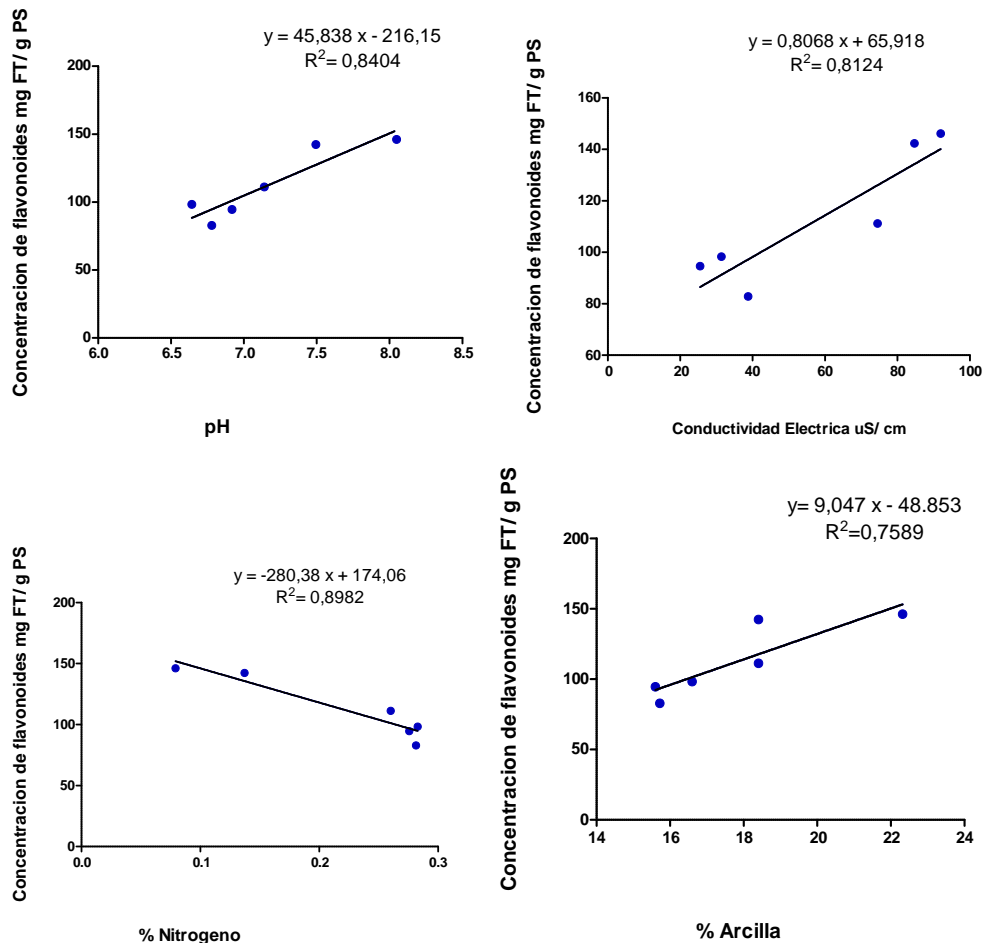 y = 45,838 x - 216,15
R²= 0,8404
Concentracion de flavonoides mg FT/ g PS
200
150
100
50
0
6.0 6.5 7.0 7.5 8.0 8.5
pH
y = 0,8068 x + 65,918
R²= 0,8124
Concentracion de flavonoides mg FT/ g PS
160
140
120
100
80
60
0 20 40 60 80 100
Conductividad Electrica uS/ cm
y = -280,38 x + 174,06
R²= 0,8982
Concentracion de flavonoides mg FT/ g PS
200
150
100
50
0
0.0 0.1 0.2 0.3
% Nitrogeno
y= 9,047 x - 48.853
R²=0,7589
Concentracion de flavonoides mg FT/ g PS
200
150
100
50
0
14 16 18 20 22 24
% Arcilla